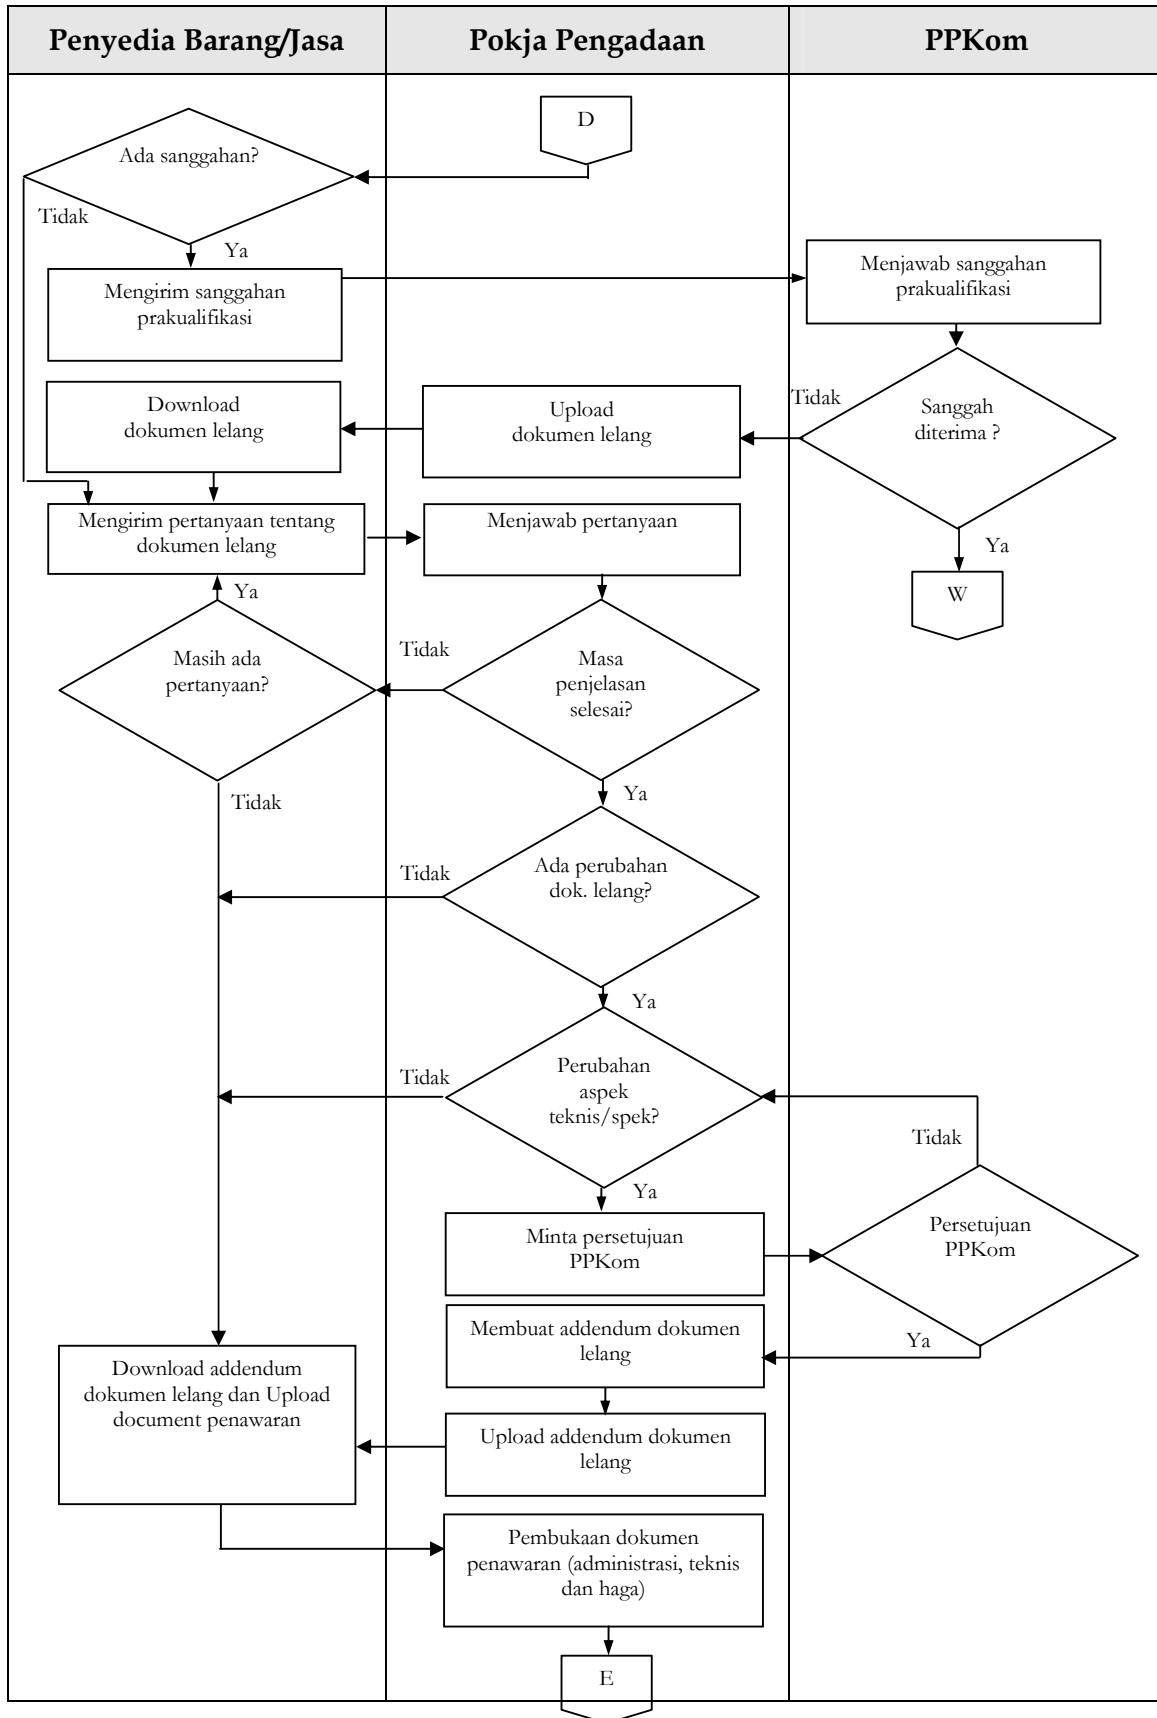 Penyedia Barang/Jasa
Pokja Pengadaan
PPKom
D
Ada sanggahan?
Tidak
Ya
Mengirim sanggahan
prakualifikasi
Menjawab sanggahan
prakualifikasi
Download
dokumen lelang
Upload
dokumen lelang
Tidak
Sanggah
diterima ?
Mengirim pertanyaan tentang
dokumen lelang
Menjawab pertanyaan
Ya
W
Ya
Masih ada
pertanyaan?
Tidak
Masa
penjelasan
selesai?
Tidak
Ya
Tidak
Ada perubahan
dok. lelang?
Ya
Tidak
Perubahan
aspek
teknis/spek?
Tidak
Ya
Minta persetujuan
PPKom
Persetujuan
PPKom
Membuat addendum dokumen
lelang
Ya
Download addendum
dokumen lelang dan Upload
document penawaran
Upload addendum dokumen
lelang
Pembukaan dokumen
penawaran (administrasi, teknis
dan haga)
E